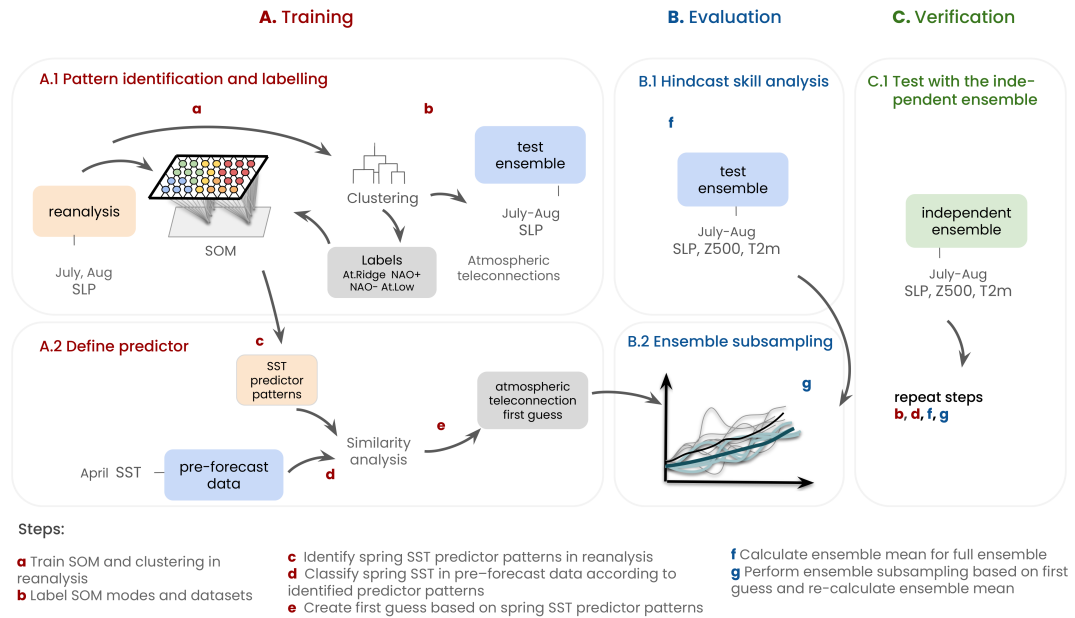 A. Training
B. Evaluation
C. Verification
A.1 Pattern identification and labelling
a
b
reanalysis
July, Aug
SLP
SOM
Clustering
Labels
At.Ridge NAO+
NAO- At.Low
test
ensemble
July-Aug
SLP
Atmospheric
teleconnections
A.2 Define predictor
c
SST
predictor
patterns
April SST
pre-forecast
data
Similarity
analysis
d
e
atmospheric
teleconnection
first guess
B.1 Hindcast skill analysis
f
test
ensemble
July-Aug
SLP, Z500, T2m
B.2 Ensemble subsampling
g
C.1 Test with the inde-
pendent ensemble
independent
ensemble
July-Aug
SLP, Z500, T2m
repeat steps
b, d, f, g
Steps:
a Train SOM and clustering in
reanalysis
b Label SOM modes and datasets
c Identify spring SST predictor patterns in reanalysis
d Classify spring SST in pre–forecast data according to
identified predictor patterns
e Create first guess based on spring SST predictor patterns
f Calculate ensemble mean for full ensemble
g Perform ensemble subsampling based on first
guess and re-calculate ensemble mean